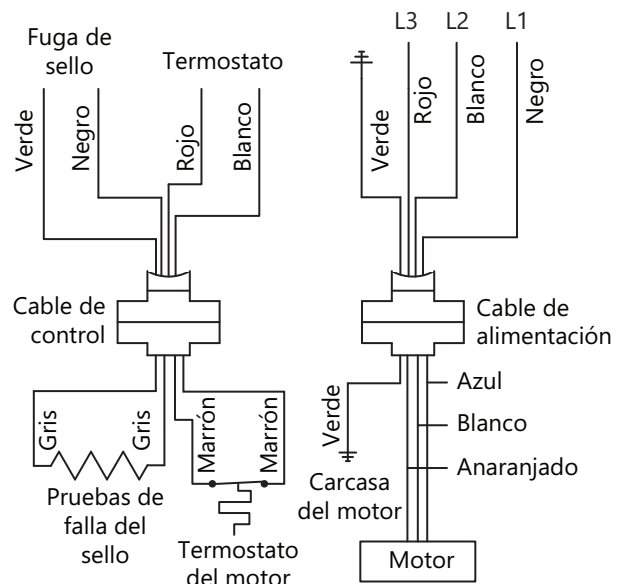 Fuga de
sello
Termostato
Verde
Negro
Rojo
Blanco
Cable de
control
Gris
Gris
Marrón
Marrón
Pruebas de
falla del
sello
Termostato
del motor
L3
L2
L1
Verde
Rojo
Blanco
Negro
Cable de
alimentación
Verde
Azul
Blanco
Anaranjado
Carcasa
del motor
Motor